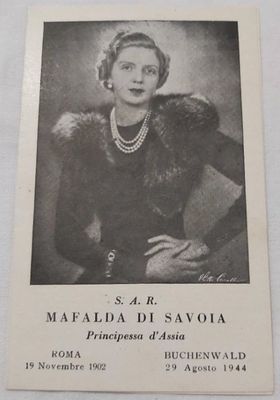 S. A. R.
MAFALDA DI SAVOIA
Principessa d'Assia
ROMA BUCHENWALD
19 Novembre 1902 29 Agosto 1944